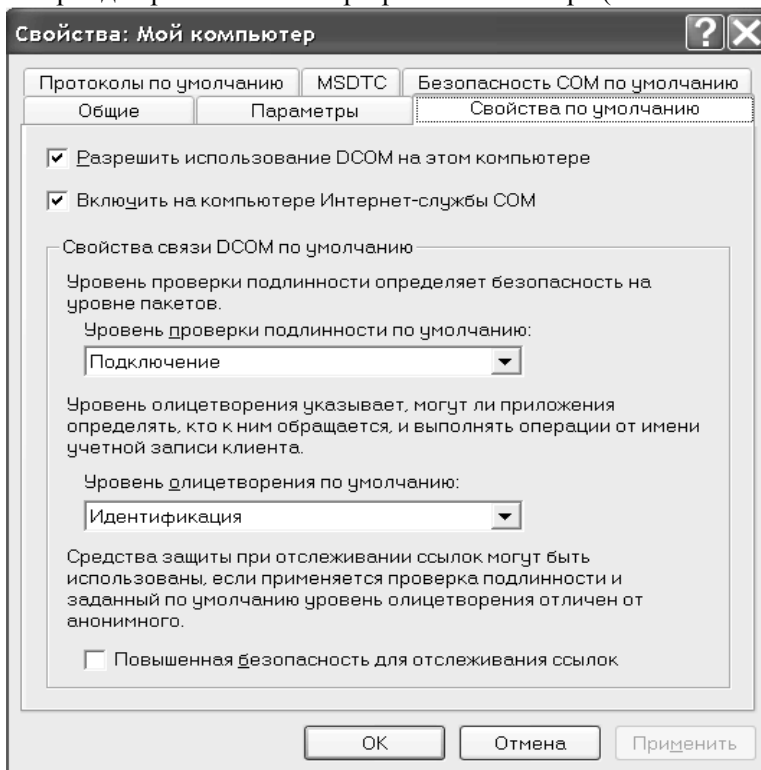 Свойства: Мой компьютер
Протоколы по умолчанию MSDTC Безопасность COM по умолчанию
Общие Параметры Свойства по умолчанию
Разрешить использование DCOM на этом компьютере
Включить на компьютере Интернет-службы COM
Свойства связи DCOM по умолчанию
Уровень проверки подлинности определяет безопасность на
уровне пакетов.
Уровень проверки подлинности по умолчанию:
Подключение
Уровень олицетворения указывает, могут ли приложения
определять, кто к ним обращается, и выполнять операции от имени
учетной записи клиента.
Уровень олицетворения по умолчанию:
Идентификация
Средства защиты при отслеживании ссылок могут быть
использованы, если применяется проверка подлинности и
заданный по умолчанию уровень олицетворения отличен от
анонимного.
Повышенная безопасность для отслеживания ссылок
OK Отмена Применить